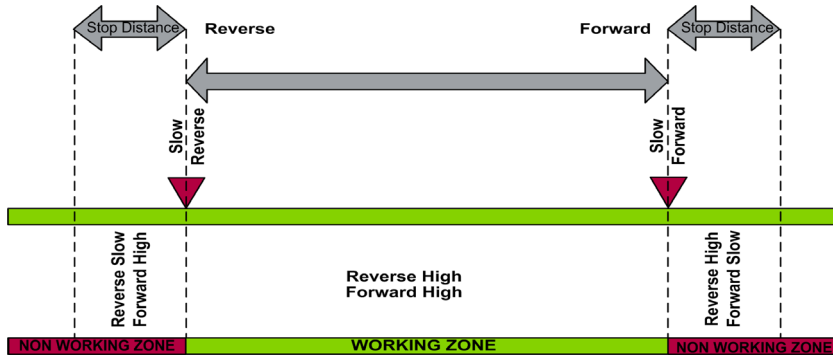 Stop Distance
Reverse
Forward
Stop Distance
Slow
Reverse
Slow
Forward
Reverse Slow
Forward High
Reverse High
Forward High
Reverse High
Forward Slow
NON WORKING ZONE
WORKING ZONE
NON WORKING ZONE